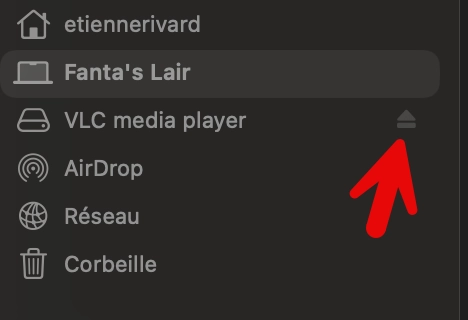 etiennerivard
Fanta's Lair
VLC media player
AirDrop
Réseau
Corbeille